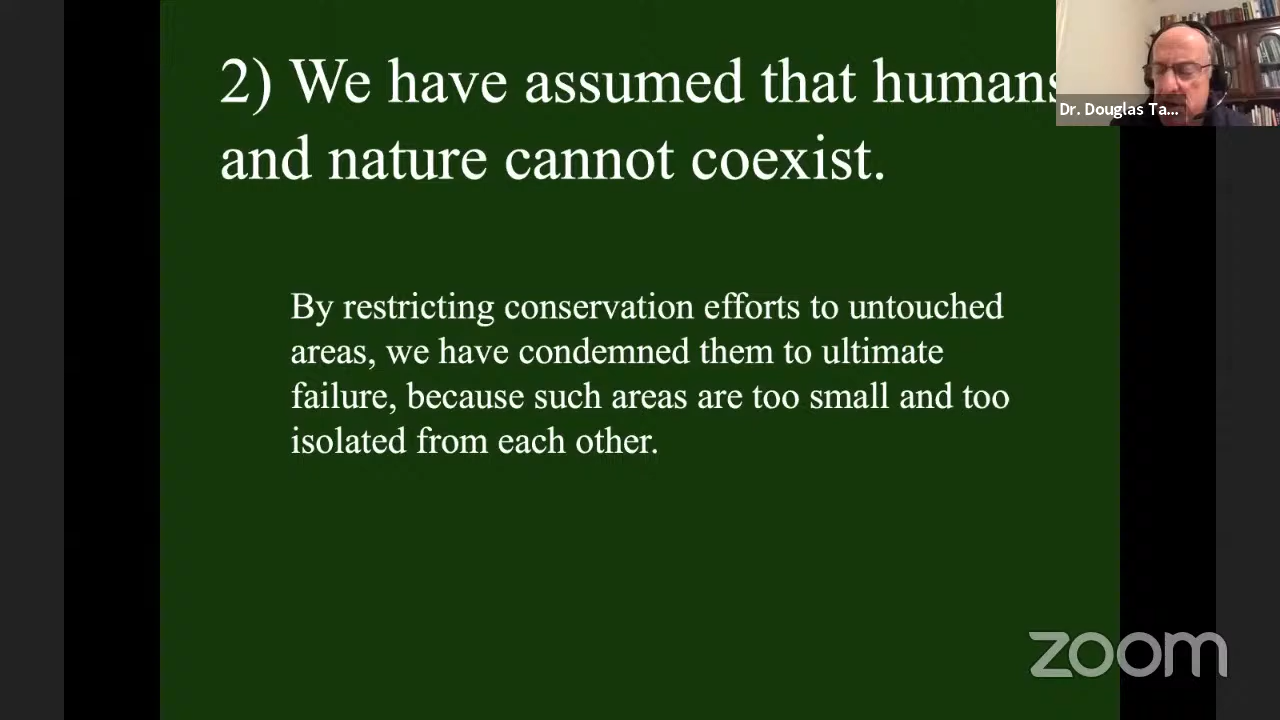 2) We have assumed that humans
and nature cannot coexist.
Dr. Douglas Ta...
By restricting conservation efforts to untouched
areas, we have condemned them to ultimate
failure, because such areas are too small and too
isolated from each other.
zoom